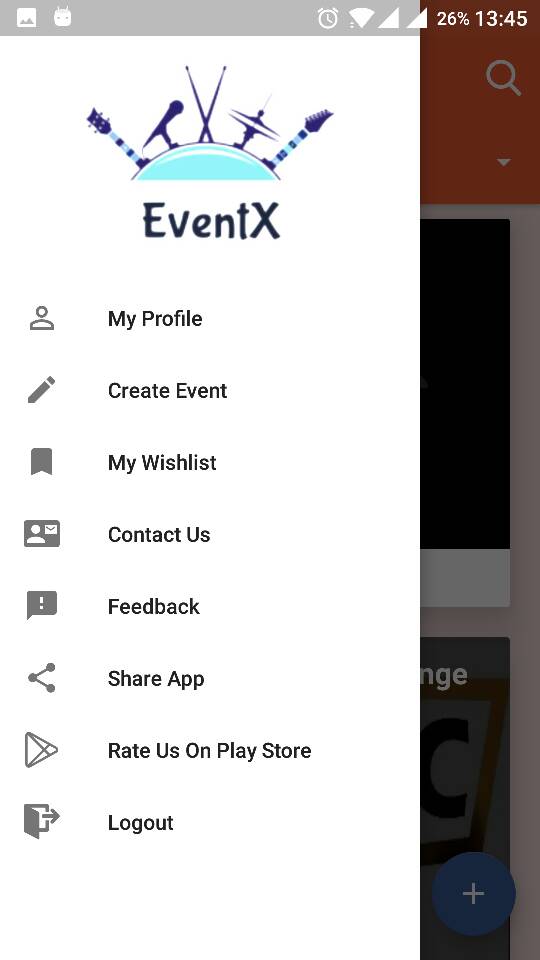 26% 13:45
EventX
My Profile
Create Event
My Wishlist
Contact Us
Feedback
Share App
nge
C
Rate Us On Play Store
Logout